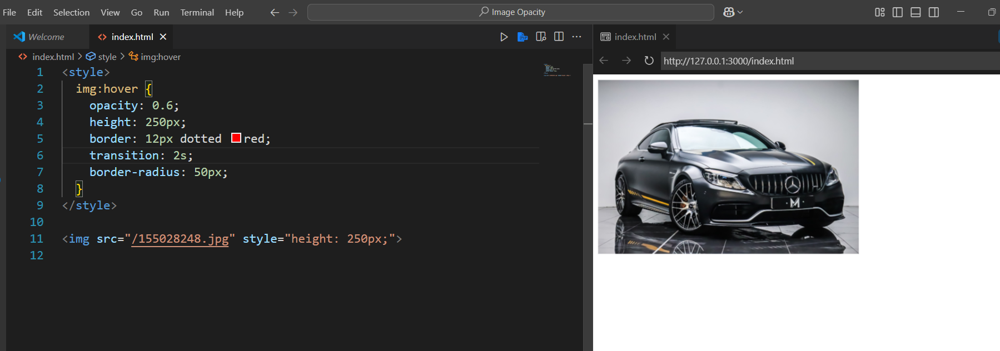 File Edit Selection View Go Run Terminal Help Image Opacity
Welcome index.html
index.html
index.html style img:hover
http://127.0.0.1:3000/index.html
1 <style>
2 img:hover {
3 opacity: 0.6;
4 height: 250px;
5 border: 12px dotted red;
6 transition: 2s;
7 border-radius: 50px;
8 }
9 </style>
10
11 <img src="/155028248.jpg" style="height: 250px;">
12